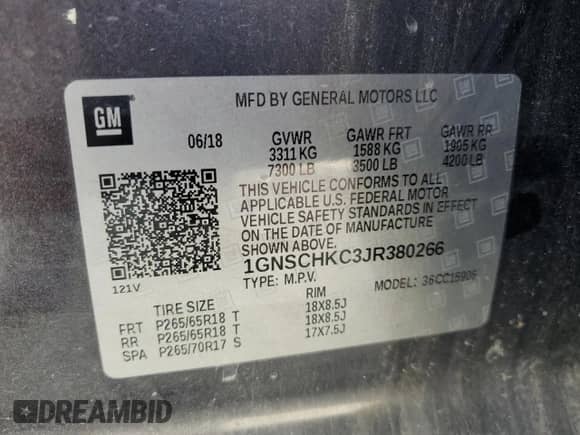 GM
MFD BY GENERAL MOTORS LLC
06/18 GVWR GAWR FRT GAWR RR
3311 KG 1588 KG 1905 KG
7300 LB 3500 LB 4200 LB
THIS VEHICLE CONFORMS TO ALL
APPLICABLE U.S. FEDERAL MOTOR
VEHICLE SAFETY STANDARDS IN EFFECT
ON THE DATE OF MANUFACTURE
SHOWN ABOVE.
1GNSCHKC3JR380266
TYPE: M.P.V. MODEL: 36CC15906
121V
TIRE SIZE RIM
FRT P265/65R18 T 18X8.5J
RR P265/65R18 T 18X8.5J
SPA P265/70R17 S 17X7.5J
DREAMBID